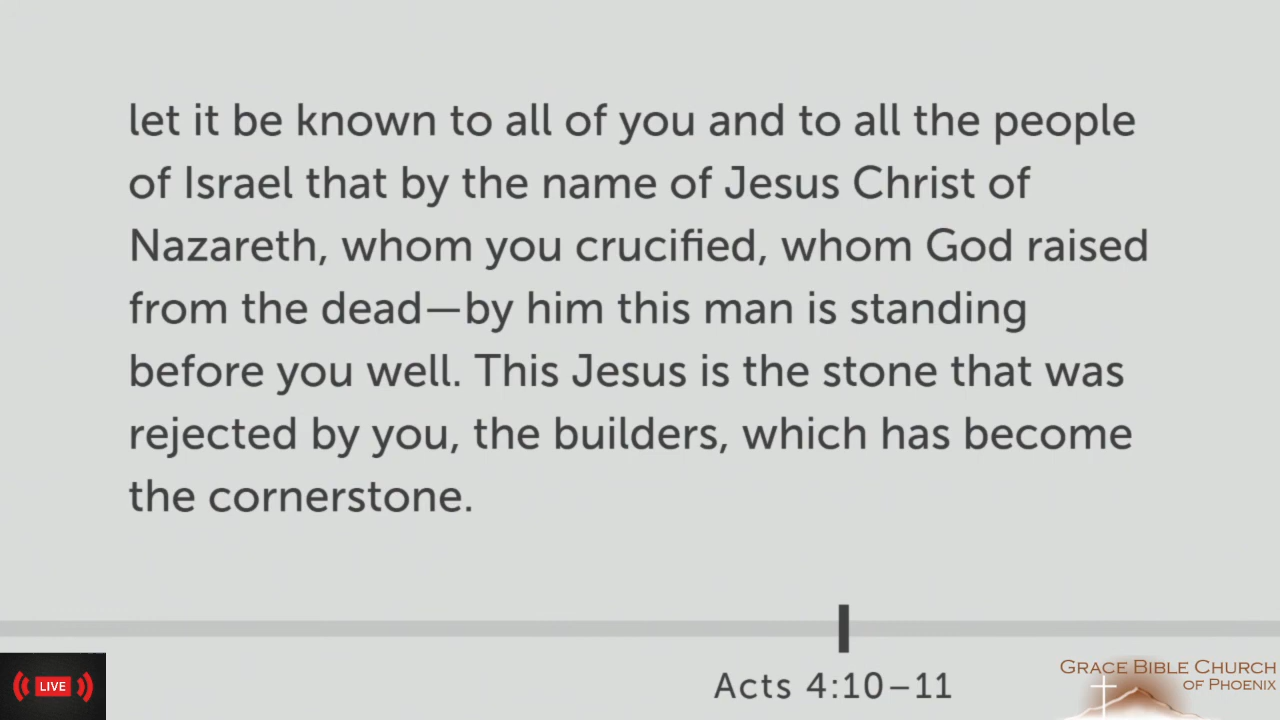 let it be known to all of you and to all the people
of Israel that by the name of Jesus Christ of
Nazareth, whom you crucified, whom God raised
from the dead—by him this man is standing
before you well. This Jesus is the stone that was
rejected by you, the builders, which has become
the cornerstone.
Acts 4:10–11
LIVE
GRACE BIBLE CHURCH
OF PHOENIX